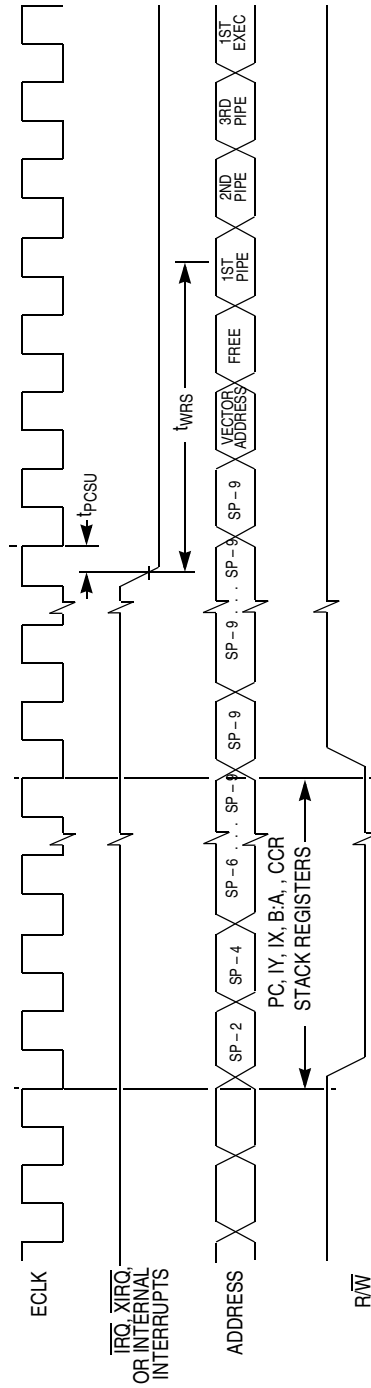 ECLK
IRQ, XIRQ,
OR INTERNAL
INTERRUPTS
tPCSU
tWRS
ADDRESS
SP – 2
SP – 4
SP – 6 . . . SP – 9
SP – 9
SP – 9 . . . SP – 9
SP – 9
VECTOR
ADDRESS
FREE
1ST
PIPE
2ND
PIPE
3RD
PIPE
1ST
EXEC
PC, IY, IX, B:A, , CCR
STACK REGISTERS
R/W